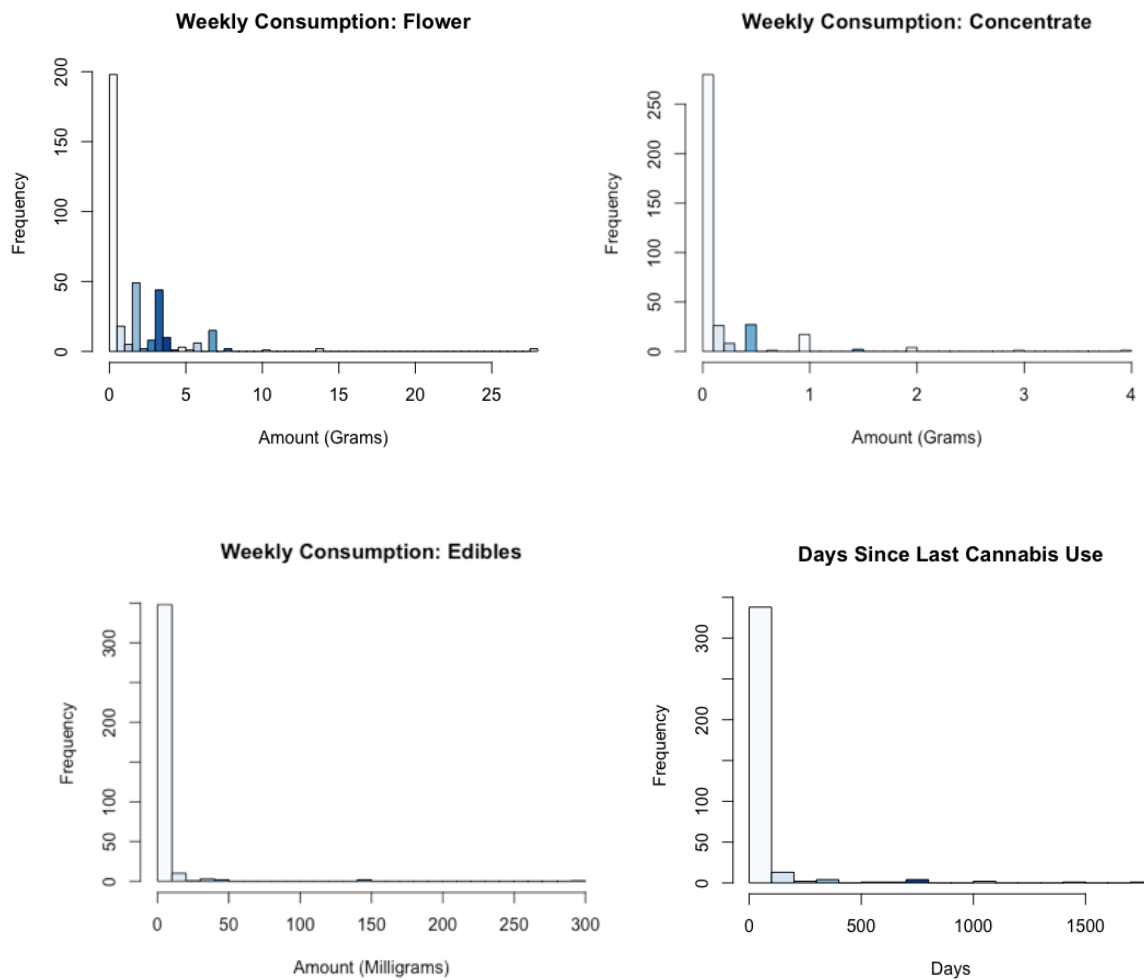 Weekly Consumption: Flower
Frequency
0 50 100 150 200
0 5 10 15 20 25
Amount (Grams)
Weekly Consumption: Concentrate
Frequency
0 50 100 150 200 250
0 1 2 3 4
Amount (Grams)
Weekly Consumption: Edibles
Frequency
0 50 100 200 300
0 50 100 150 200 250 300
Amount (Milligrams)
Days Since Last Cannabis Use
Frequency
0 50 100 200 300
0 500 1000 1500
Days